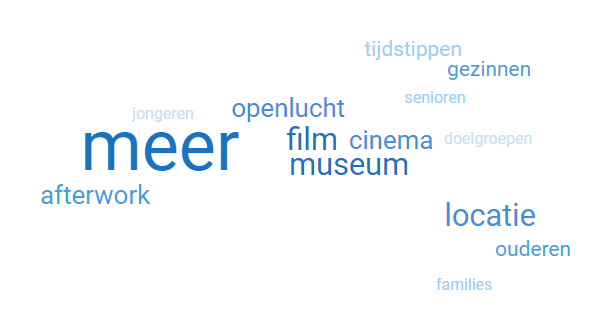 tijdstippen
gezinnen
senioren
jongeren
openlucht
meer
film
cinema
doelgroepen
museum
afterwork
locatie
ouderen
families